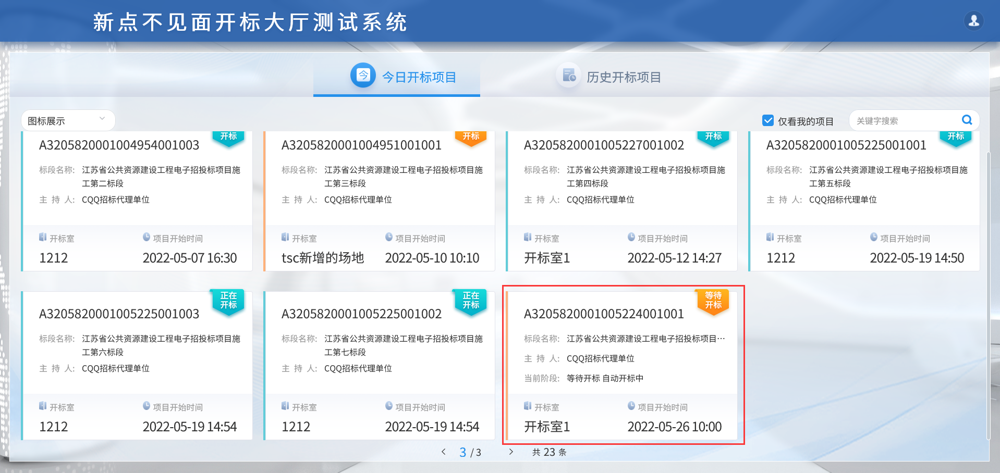 新点不见面开标大厅测试系统
今
今日开标项目
历史开标项目
图标展示
仅看我的项目
关键字搜索
开标
A3205820001004954001003
标段名称:
江苏省公共资源建设工程电子招投标项目施
工第二标段
主 持 人:
CQQ招标代理单位
开标室
项目开始时间
1212
2022-05-07 16:30
开标
A3205820001004951001001
标段名称:
江苏省公共资源建设工程电子招投标项目施
工第三标段
主 持 人:
CQQ招标代理单位
开标室
项目开始时间
tsc新增的场地
2022-05-10 10:10
开标
A3205820001005227001002
标段名称:
江苏省公共资源建设工程电子招投标项目施
工第四标段
主 持 人:
CQQ招标代理单位
开标室
项目开始时间
开标室1
2022-05-12 14:27
开标
A3205820001005225001001
标段名称:
江苏省公共资源建设工程电子招投标项目施
工第五标段
主 持 人:
CQQ招标代理单位
开标室
项目开始时间
1212
2022-05-19 14:50
正在
开标
A3205820001005225001003
标段名称:
江苏省公共资源建设工程电子招投标项目施
工第六标段
主 持 人:
CQQ招标代理单位
开标室
项目开始时间
1212
2022-05-19 14:54
正在
开标
A3205820001005225001002
标段名称:
江苏省公共资源建设工程电子招投标项目施
工第七标段
主 持 人:
CQQ招标代理单位
开标室
项目开始时间
1212
2022-05-19 14:54
等待
开标
A3205820001005224001001
标段名称:
江苏省公共资源建设工程电子招投标项目…
主 持 人:
CQQ招标代理单位
当前阶段:
等待开标 自动开标中
开标室
项目开始时间
开标室1
2022-05-26 10:00
3 / 3
共 23 条